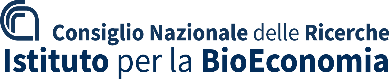 Consiglio Nazionale delle Ricerche
Istituto per la BioEconomia